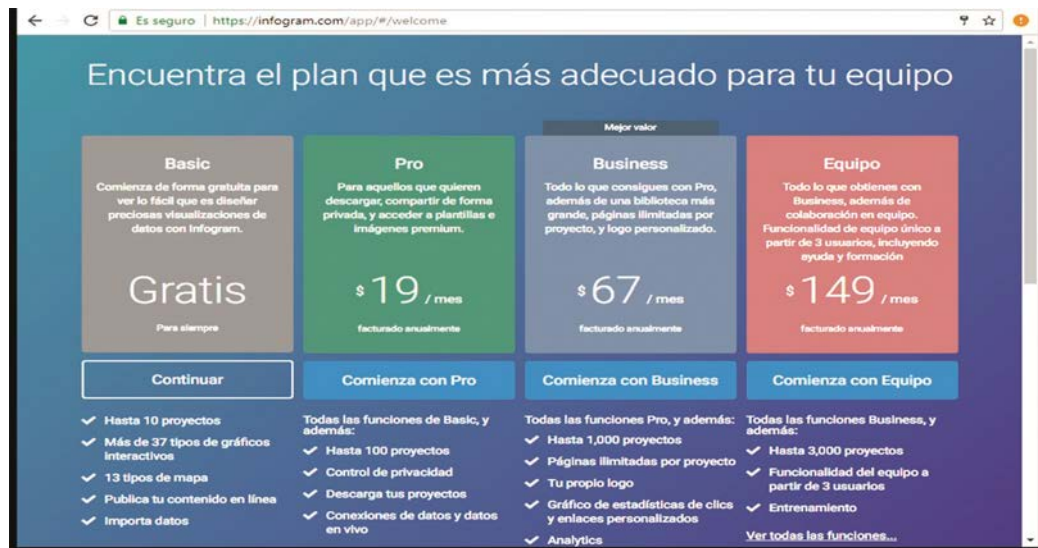 Es seguro | https://infogram.com/app/#/welcome
Encuentra el plan que es más adecuado para tu equipo
Basic
Comienza de forma gratuita para
ver lo fácil que es diseñar
preciosas visualizaciones de
datos con Infogram.
Gratis
Para siempre
Continuar
Hasta 10 proyectos
Más de 37 tipos de gráficos
interactivos
13 tipos de mapa
Publica tu contenido en línea
Importa datos
Pro
Para aquellos que quieren
descargar, compartir de forma
privada, y acceder a plantillas e
imágenes premium.
$ 19 / mes
facturado anualmente
Comienza con Pro
Todas las funciones de Basic, y
además:
Hasta 100 proyectos
Control de privacidad
Descarga tus proyectos
Conexiones de datos y datos
en vivo
Mejor valor
Business
Todo lo que consigues con Pro,
además de una biblioteca más
grande, páginas ilimitadas por
proyecto, y logo personalizado.
$ 67 / mes
facturado anualmente
Comienza con Business
Todas las funciones Pro, y además:
Hasta 1,000 proyectos
Páginas ilimitadas por proyecto
Tu propio logo
Gráfico de estadísticas de clics
y enlaces personalizados
Analytics
Equipo
Todo lo que obtienes con
Business, además de
colaboración en equipo.
Funcionalidad de equipo único a
partir de 3 usuarios, incluyendo
ayuda y formación
$ 149 / mes
facturado anualmente
Comienza con Equipo
Todas las funciones Business, y
además:
Hasta 3,000 proyectos
Funcionalidad del equipo a
partir de 3 usuarios
Entrenamiento
Ver todas las funciones...